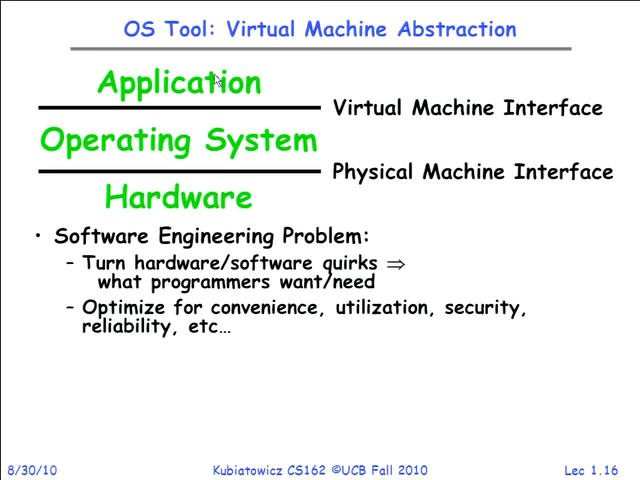 OS Tool: Virtual Machine Abstraction
Application
Virtual Machine Interface
Operating System
Physical Machine Interface
Hardware
• Software Engineering Problem:
– Turn hardware/software quirks ⇒
what programmers want/need
– Optimize for convenience, utilization, security,
reliability, etc…
8/30/10 Kubiatowicz CS162 ©UCB Fall 2010 Lec 1.16